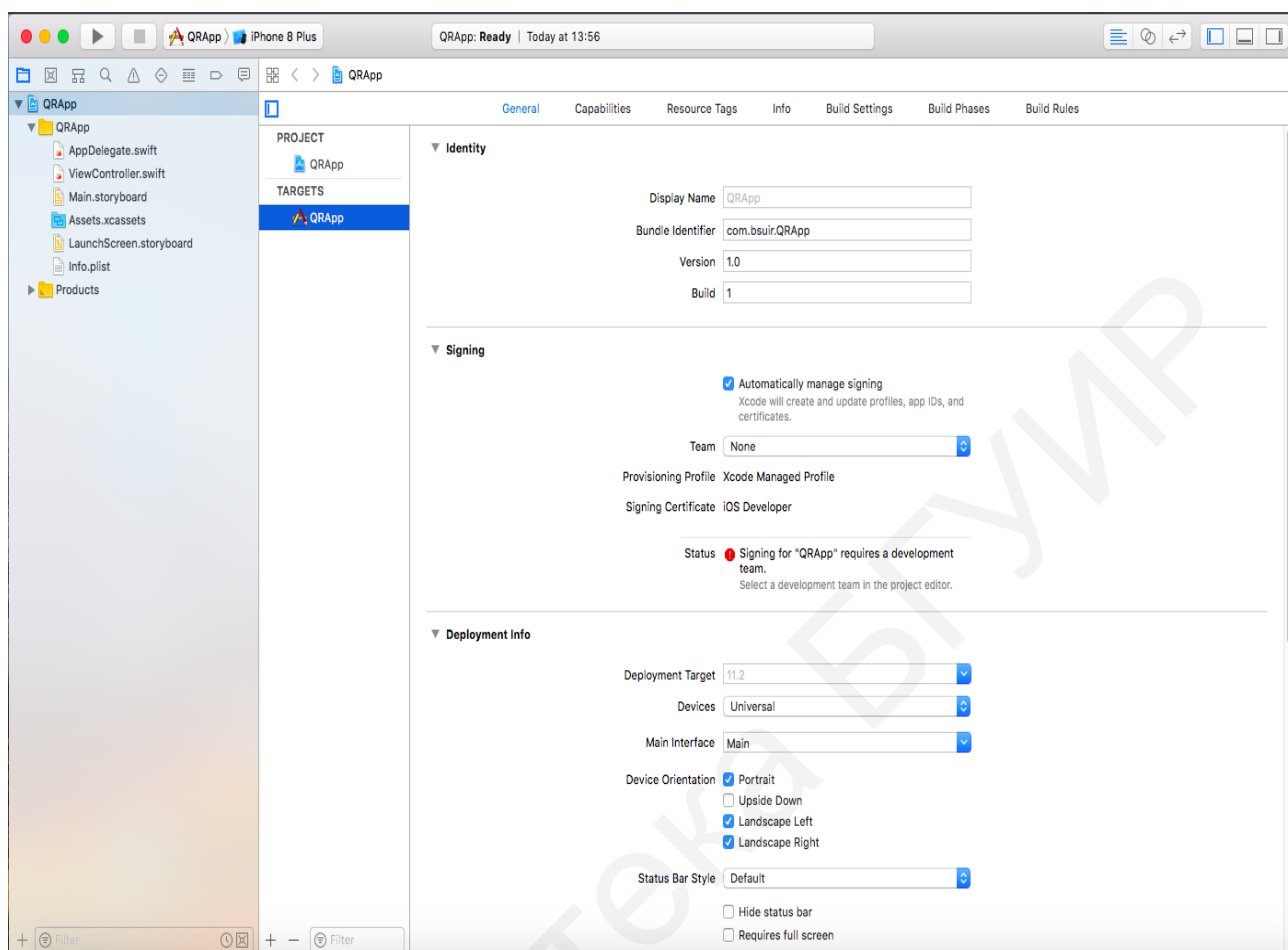 QRApp 〉 iPhone 8 Plus
QRApp: Ready | Today at 13:56
QRApp
QRApp
QRApp
AppDelegate.swift
ViewController.swift
Main.storyboard
Assets.xcassets
LaunchScreen.storyboard
Info.plist
Products
Filter
General Capabilities Resource Tags Info Build Settings Build Phases Build Rules
PROJECT
QRApp
TARGETS
QRApp
Filter
Identity
Display Name QRApp
Bundle Identifier com.bsuir.QRApp
Version 1.0
Build 1
Signing
Automatically manage signing
Xcode will create and update profiles, app IDs, and
certificates.
Team None
Provisioning Profile Xcode Managed Profile
Signing Certificate iOS Developer
Status Signing for "QRApp" requires a development
team.
Select a development team in the project editor.
Deployment Info
Deployment Target 11.2
Devices Universal
Main Interface Main
Device Orientation Portrait
Upside Down
Landscape Left
Landscape Right
Status Bar Style Default
Hide status bar
Requires full screen
тека БГУИР